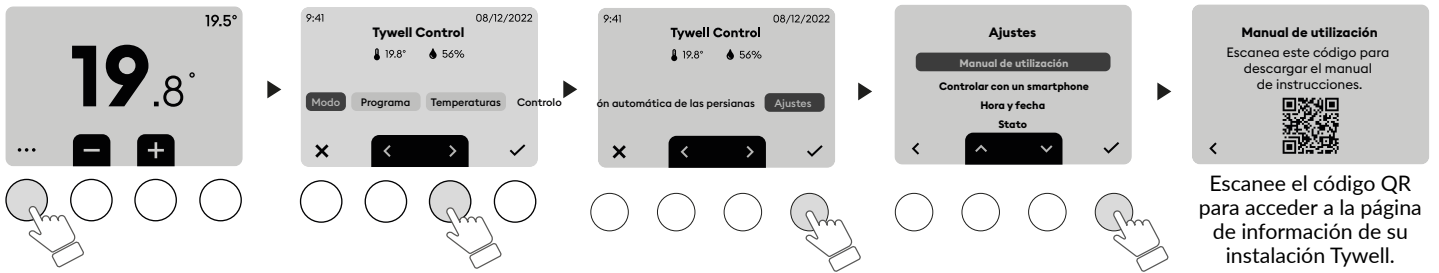 19.5°
19.8°
...
− +
9:41 08/12/2022
Tywell Control
19.8° 56%
Modo Programa Temperaturas Controlo
9:41 08/12/2022
Tywell Control
19.8° 56%
ón automática de las persianas Ajustes
Ajustes
Manual de utilización
Controlar con un smartphone
Hora y fecha
Stato
Manual de utilización
Escanea este código para
descargar el manual
de instrucciones.
Escanee el código QR
para acceder a la página
de información de su
instalación Tywell.